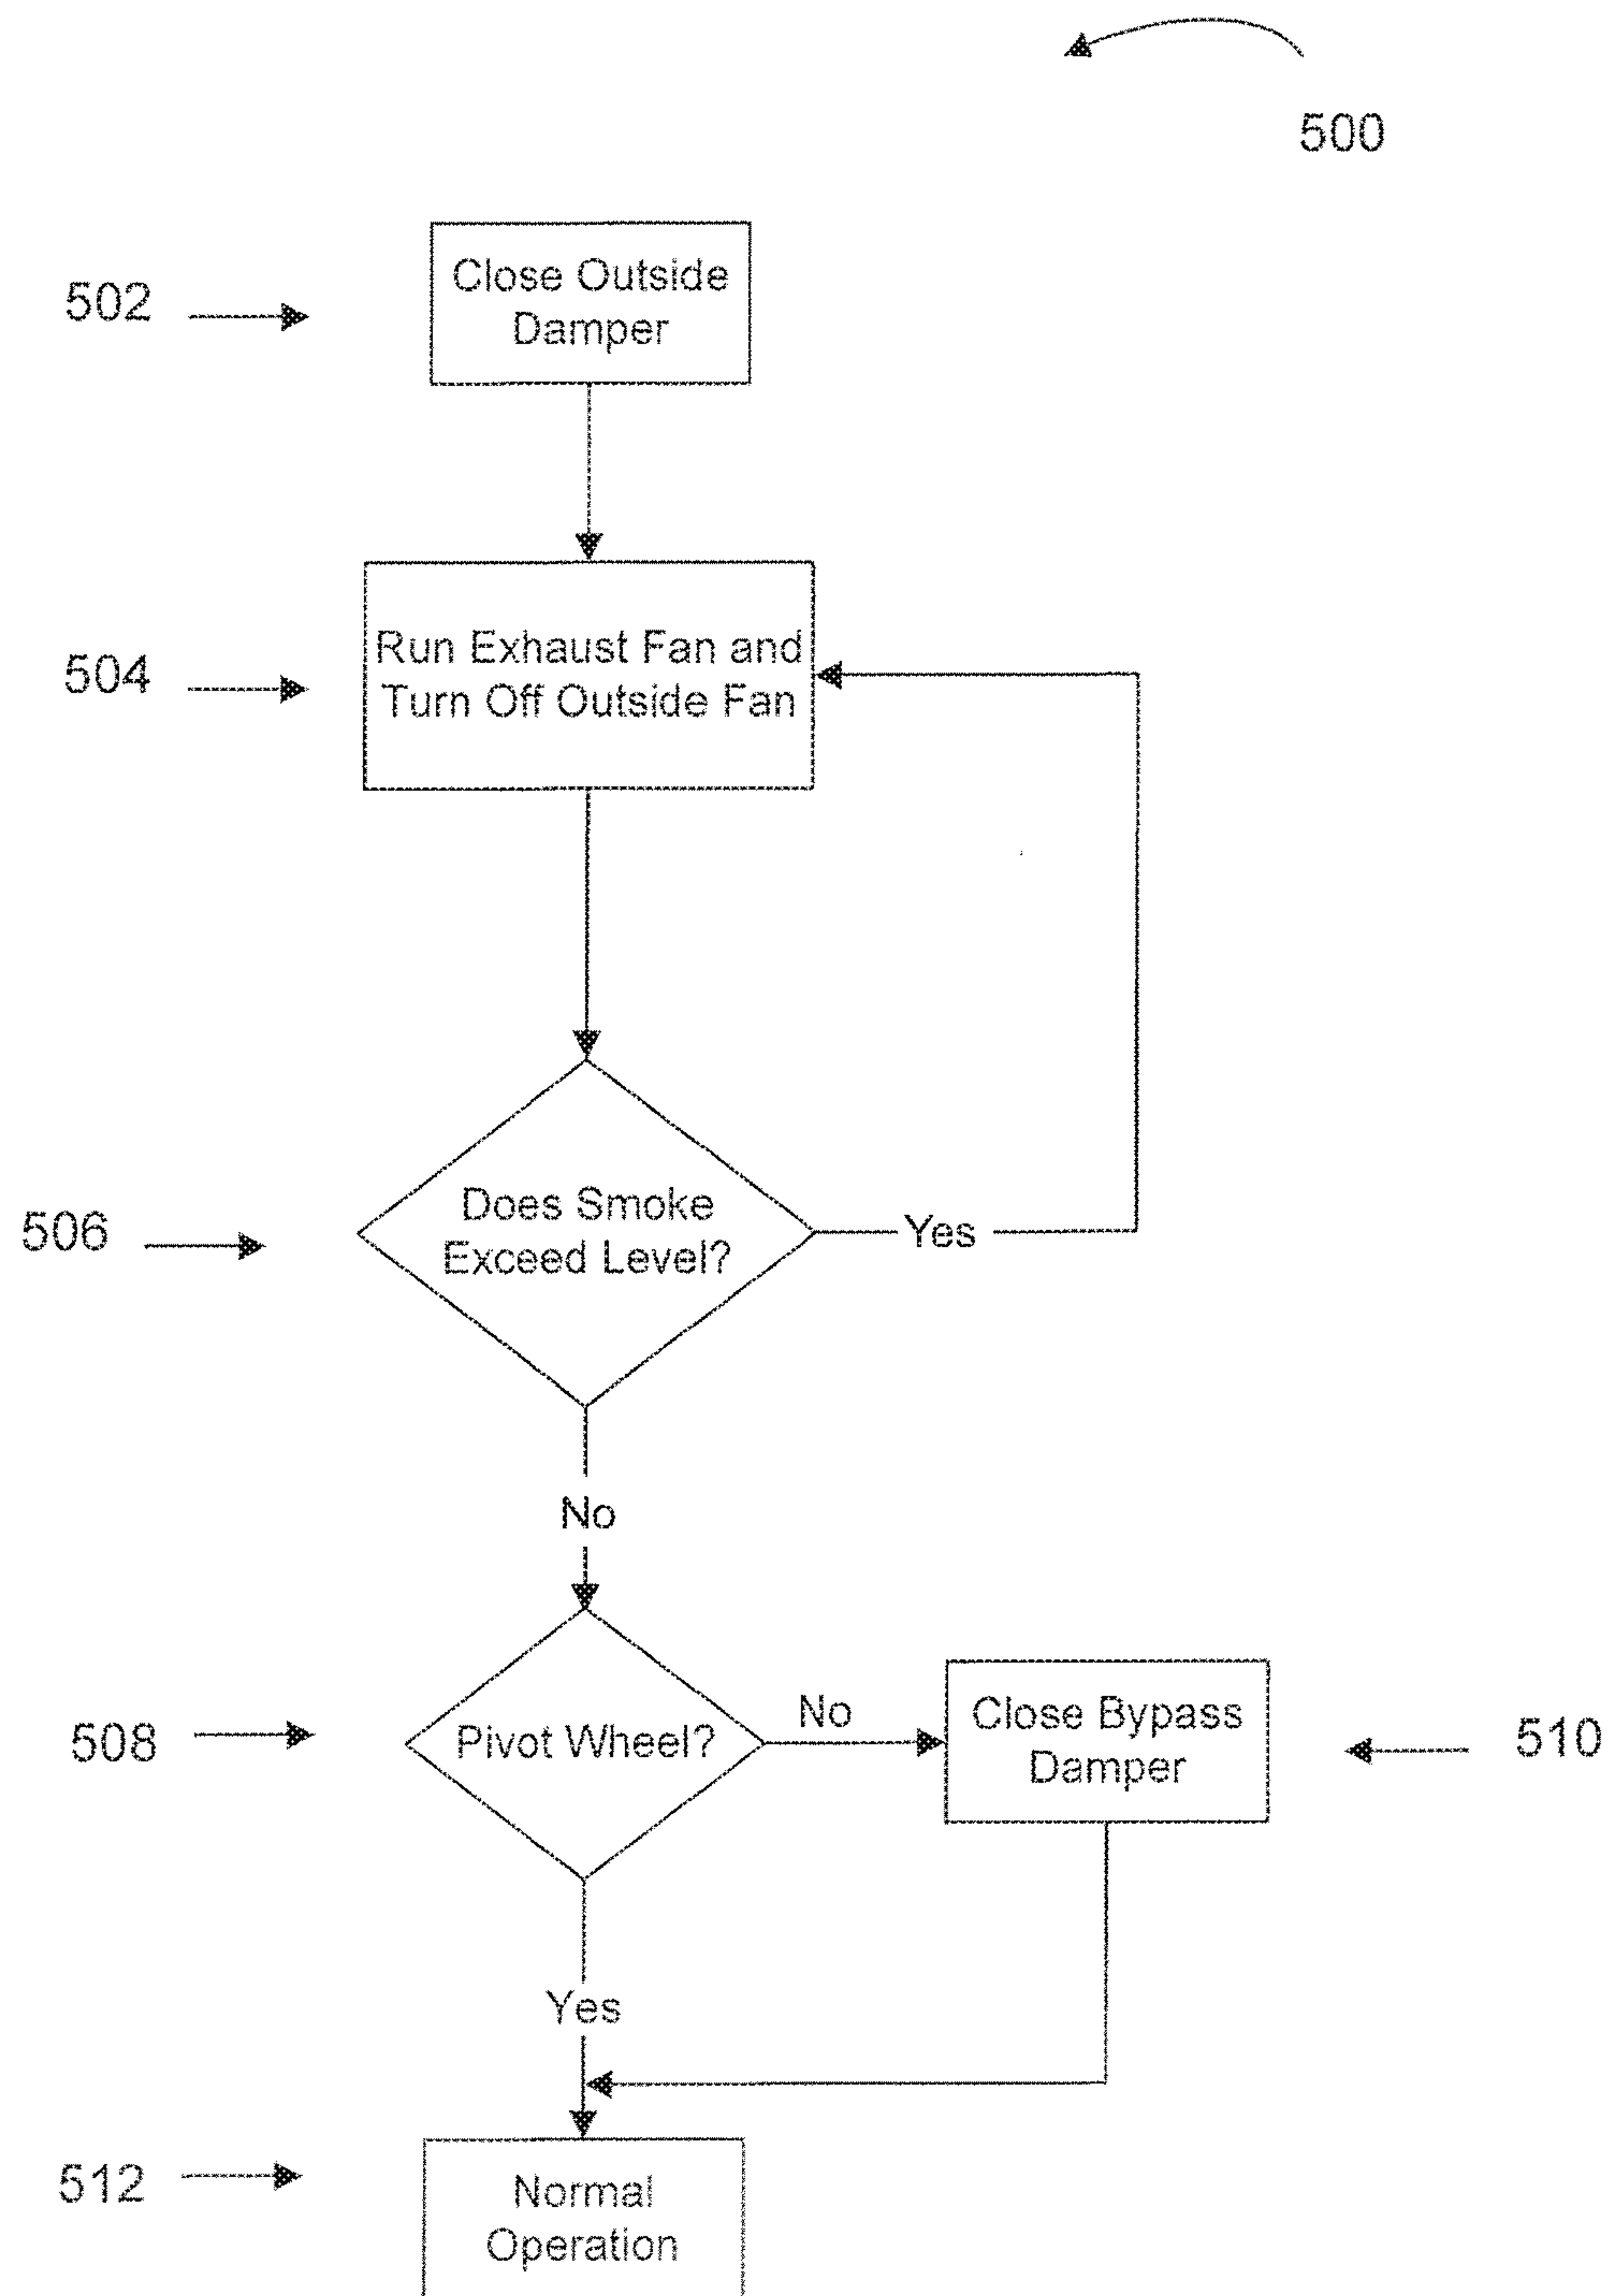 500
502
Close Outside
Damper
504
Run Exhaust Fan and
Turn Off Outside Fan
506
Does Smoke
Exceed Level?
Yes
No
508
Pivot Wheel?
No
Close Bypass
Damper
510
Yes
512
Normal
Operation